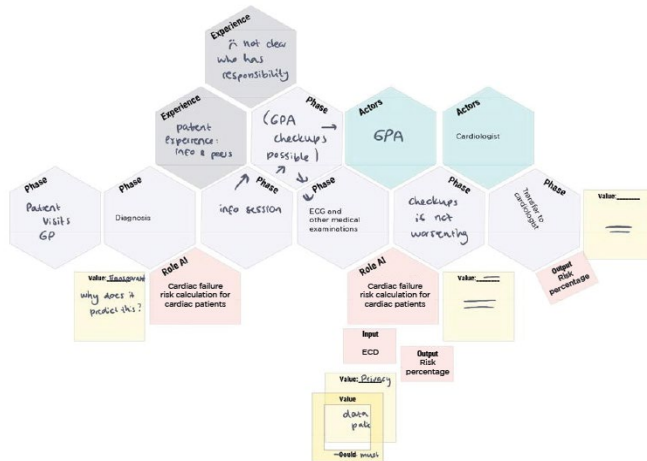 Experience
not clear
who has
responsibility
Experience
patient
experience:
info & peers
Phase
(GPA
checkups
possible)
Actors
GPA
Actors
Cardiologist
Phase
Patient
Visits
GP
Phase
Diagnosis
Phase
info session
Phase
ECG and
other medical
examinations
Phase
checkups
is not
worsening
Phase
Transfer to
cardiologist
Value:
Value:
why does it
predict this?
Role AI
Cardiac failure
risk calculation for
cardiac patients
Role AI
Cardiac failure
risk calculation for
cardiac patients
Value:
Output
Risk
percentage
Input
ECD
Output
Risk
percentage
Value: Privacy
Value
data
Could must